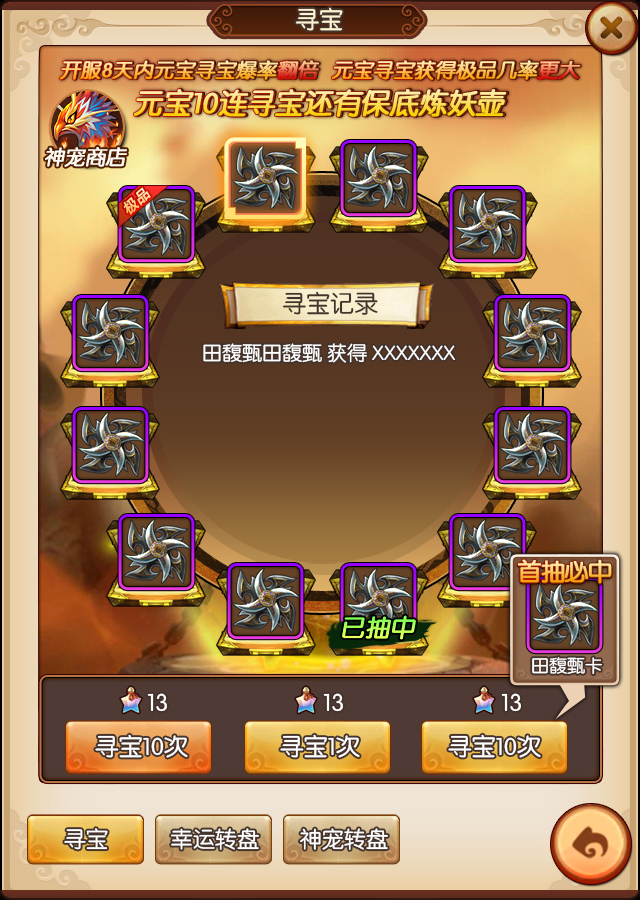 寻宝
开服8天内元宝寻宝爆率翻倍 元宝寻宝获得极品几率更大
元宝10连寻宝还有保底炼妖壶
神宠商店
极品
寻宝记录
田馥甄田馥甄 获得 XXXXXXX
已抽中
首抽必中
田馥甄卡
13 13 13
寻宝10次 寻宝1次 寻宝10次
寻宝 幸运转盘 神宠转盘